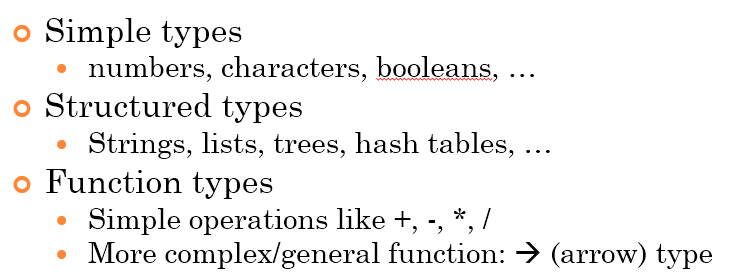 Simple types
numbers, characters, booleans, …
Structured types
Strings, lists, trees, hash tables, …
Function types
Simple operations like +, -, *, /
More complex/general function: → (arrow) type